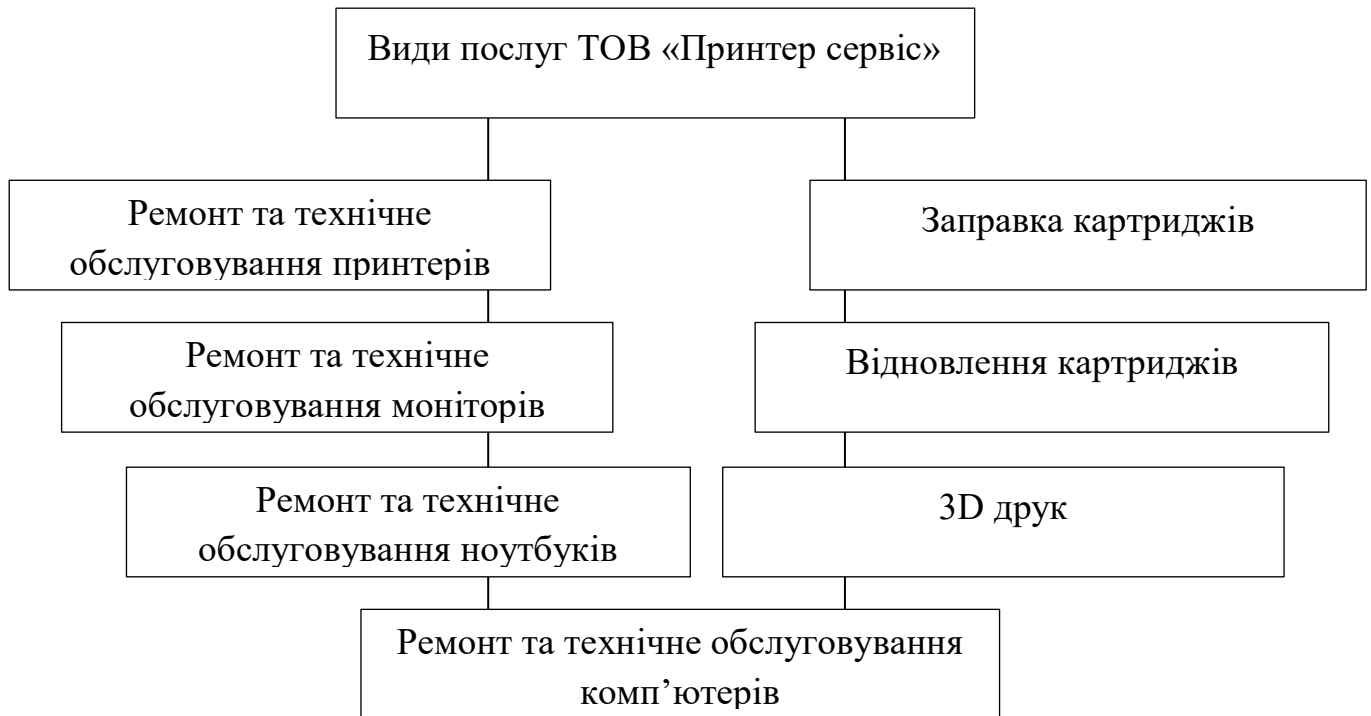 Види послуг ТОВ «Принтер сервіс»
Ремонт та технічне
обслуговування принтерів
Заправка картриджів
Ремонт та технічне
обслуговування моніторів
Відновлення картриджів
Ремонт та технічне
обслуговування ноутбуків
3D друк
Ремонт та технічне обслуговування
комп’ютерів